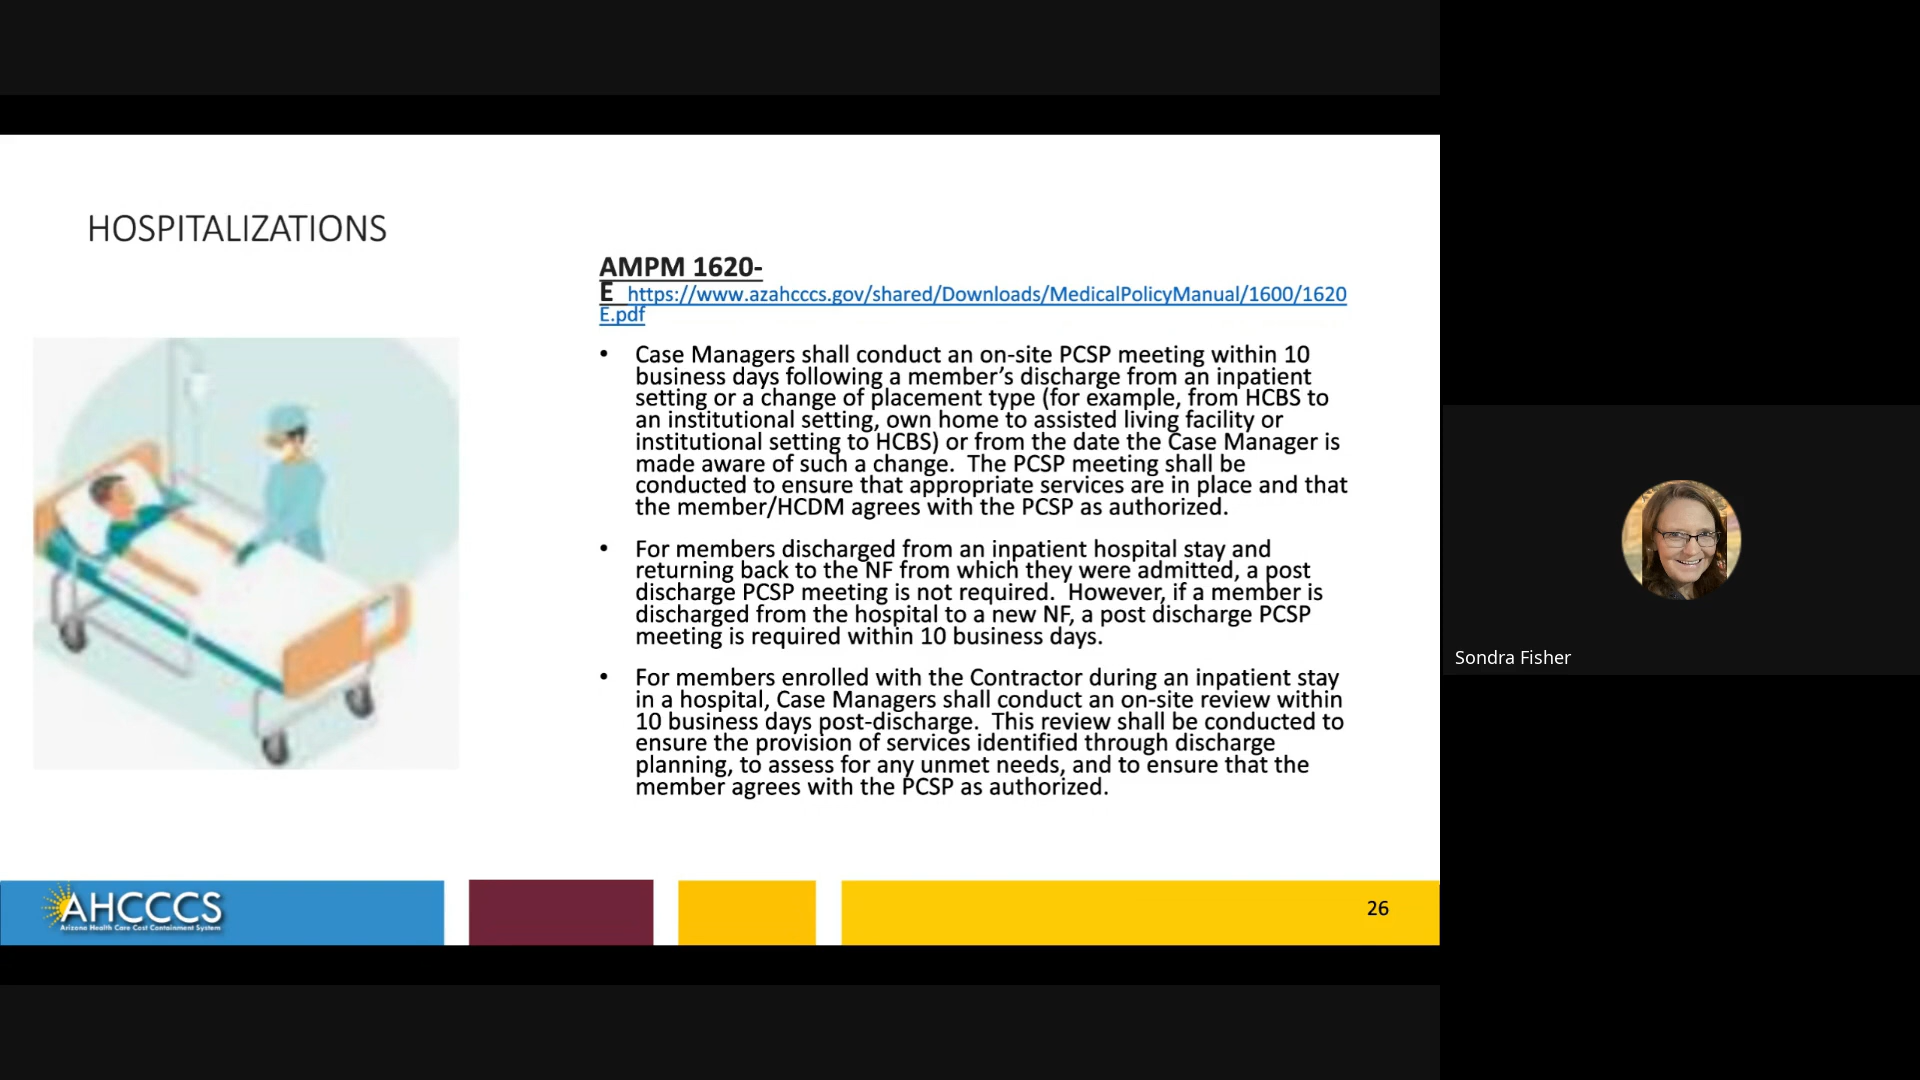 HOSPITALIZATIONS
AMPM 1620-
E  https://www.azahcccs.gov/shared/Downloads/MedicalPolicyManual/1600/1620
E.pdf
• Case Managers shall conduct an on-site PCSP meeting within 10
business days following a member’s discharge from an inpatient
setting or a change of placement type (for example, from HCBS to
an institutional setting, own home to assisted living facility or
institutional setting to HCBS) or from the date the Case Manager is
made aware of such a change.  The PCSP meeting shall be
conducted to ensure that appropriate services are in place and that
the member/HCDM agrees with the PCSP as authorized.
• For members discharged from an inpatient hospital stay and
returning back to the NF from which they were admitted, a post
discharge PCSP meeting is not required.  However, if a member is
discharged from the hospital to a new NF, a post discharge PCSP
meeting is required within 10 business days.
• For members enrolled with the Contractor during an inpatient stay
in a hospital, Case Managers shall conduct an on-site review within
10 business days post-discharge.  This review shall be conducted to
ensure the provision of services identified through discharge
planning, to assess for any unmet needs, and to ensure that the
member agrees with the PCSP as authorized.
AHCCCS
Arizona Health Care Cost Containment System
26
Sondra Fisher